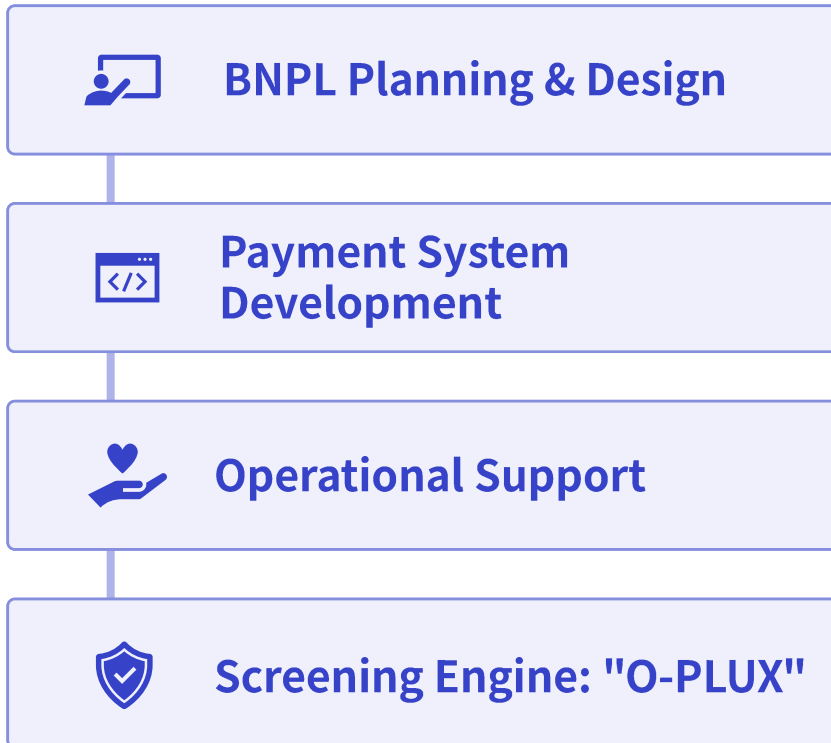 BNPL Planning & Design
Payment System
Development
Operational Support
Screening Engine: "O-PLUX"